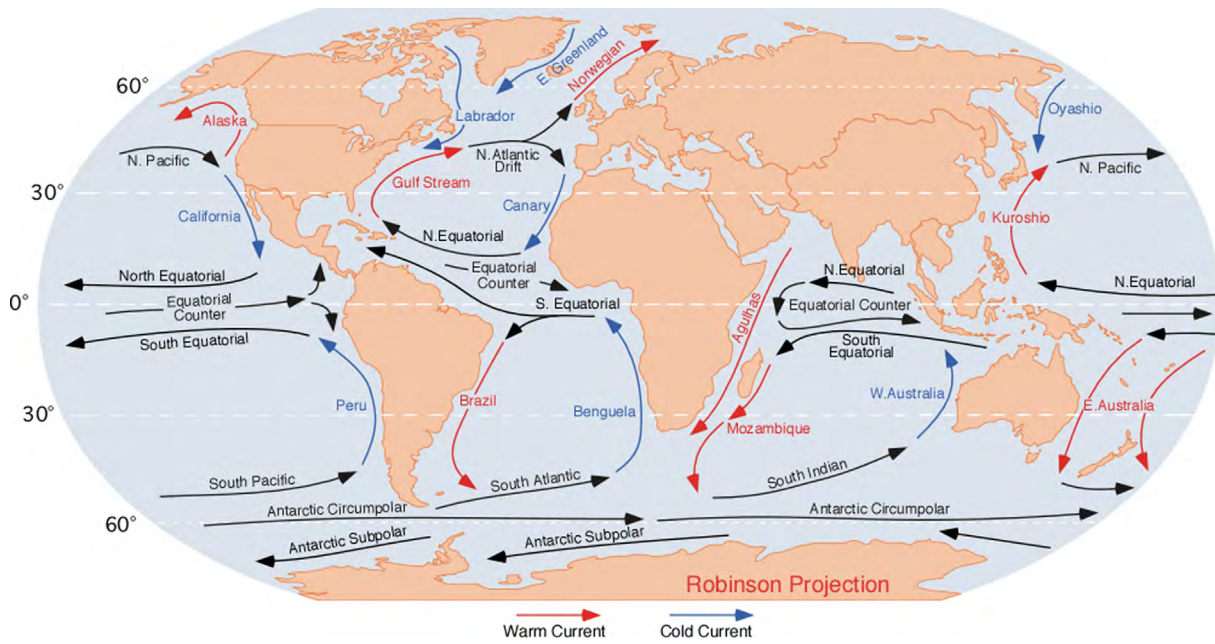 E. Greenland
Norwegian
60°
Alaska
Labrador
Oyashio
N. Pacific
N. Atlantic
Drift
N. Pacific
30°
Gulf Stream
California
Canary
Kuroshio
N.Equatorial
North Equatorial
Equatorial
Counter
N.Equatorial
N.Equatorial
0°
Equatorial
Counter
S. Equatorial
Equatorial Counter
South Equatorial
South
Equatorial
Agulhas
Peru
Brazil
Benguela
W.Australia
E.Australia
30°
Mozambique
South Pacific
South Atlantic
South Indian
Antarctic Circumpolar
Antarctic Circumpolar
60°
Antarctic Subpolar
Antarctic Subpolar
Robinson Projection
Warm Current
Cold Current